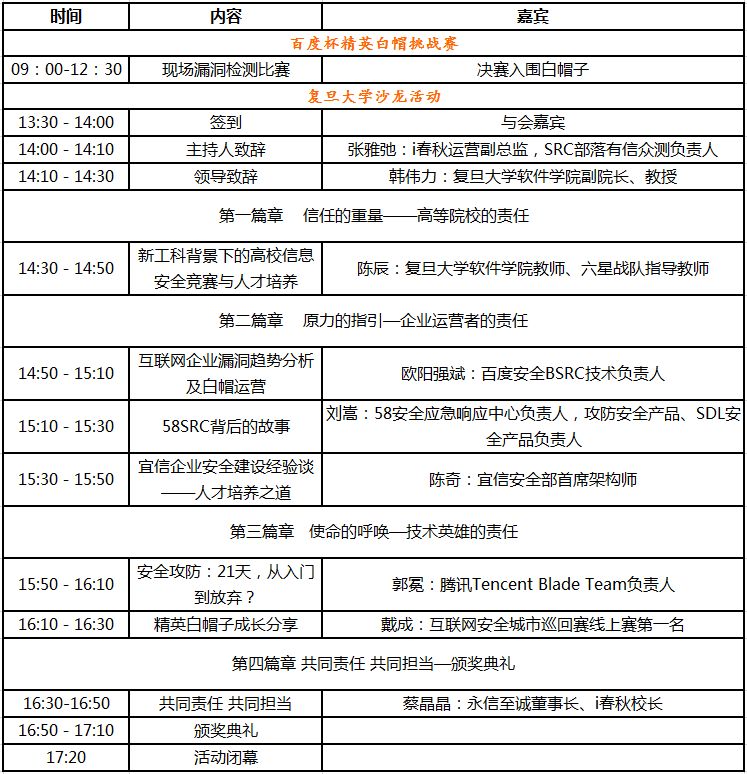 时间 内容 嘉宾
百度杯精英白帽挑战赛
09：00-12：30 现场漏洞检测比赛 决赛入围白帽子
复旦大学沙龙活动
13:30 - 14:00 签到 与会嘉宾
14:00 - 14:10 主持人致辞 张雅弛：i春秋运营副总监，SRC部落有信众测负责人
14:10 - 14:30 领导致辞 韩伟力：复旦大学软件学院副院长、教授
第一篇章 信任的重量——高等院校的责任
14:30 - 14:50 新工科背景下的高校信息
安全竞赛与人才培养 陈辰：复旦大学软件学院教师、六星战队指导教师
第二篇章 原力的指引—企业运营者的责任
14:50 - 15:10 互联网企业漏洞趋势分析
及白帽运营 欧阳强斌：百度安全BSRC技术负责人
15:10 - 15:30 58SRC背后的故事 刘嵩：58安全应急响应中心负责人，攻防安全产品、SDL安
全产品负责人
15:30 - 15:50 宜信企业安全建设经验谈
——人才培养之道 陈奇：宜信安全部首席架构师
第三篇章 使命的呼唤—技术英雄的责任
15:50 - 16:10 安全攻防：21天，从入门
到放弃？ 郭冕：腾讯Tencent Blade Team负责人
16:10 - 16:30 精英白帽子成长分享 戴成：互联网安全城市巡回赛线上赛第一名
第四篇章 共同责任 共同担当—颁奖典礼
16:30-16:50 共同责任 共同担当 蔡晶晶：永信至诚董事长、i春秋校长
16:50 - 17:10 颁奖典礼
17:20 活动闭幕